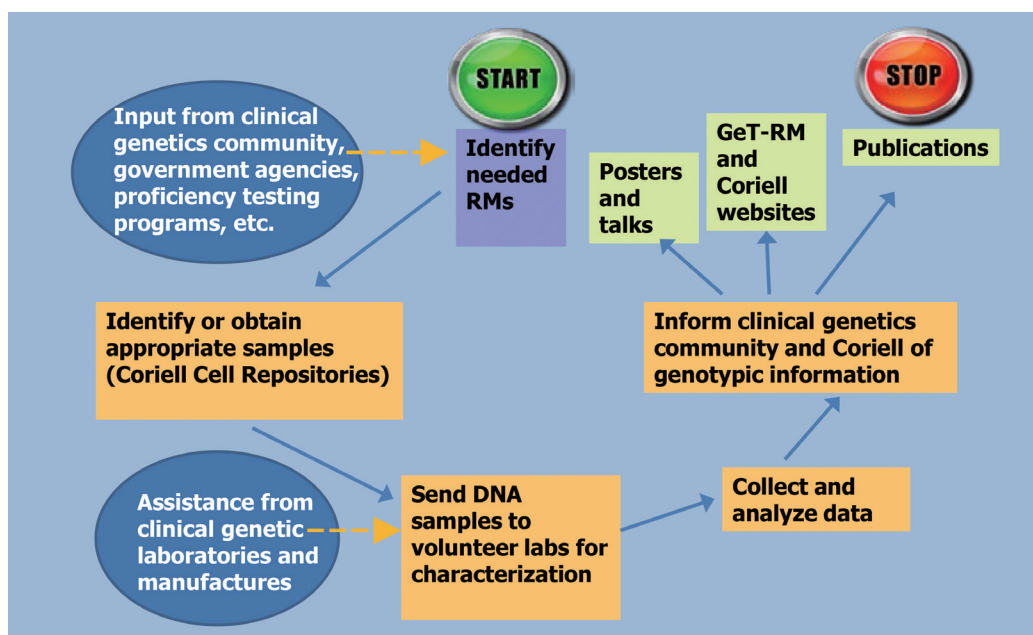 START
Identify
needed
RMs
Input from clinical
genetics community,
government agencies,
proficiency testing
programs, etc.
Identify or obtain
appropriate samples
(Coriell Cell Repositories)
Assistance from
clinical genetic
laboratories and
manufactures
Send DNA
samples to
volunteer labs for
characterization
Collect and
analyze data
Inform clinical genetics
community and Coriell of
genotypic information
Posters
and
talks
GeT-RM
and
Coriell
websites
STOP
Publications